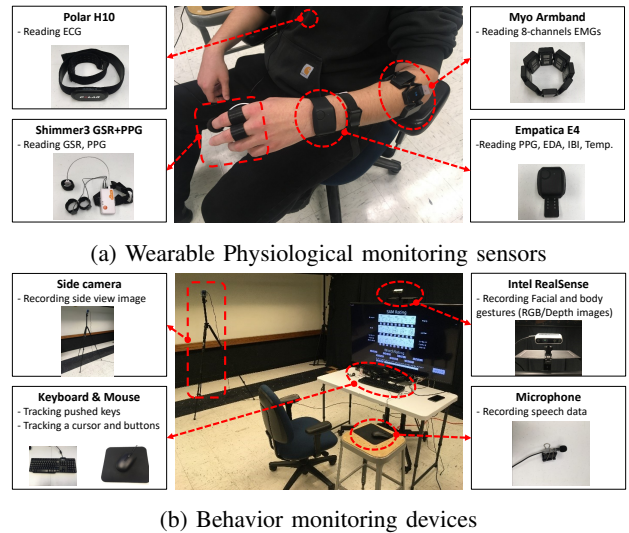 Polar H10
- Reading ECG
Myo Armband
- Reading 8-channels EMGs
Shimmer3 GSR+PPG
- Reading GSR, PPG
Empatica E4
-Reading PPG, EDA, IBI, Temp.
(a) Wearable Physiological monitoring sensors
Side camera
- Recording side view image
Intel RealSense
- Recording Facial and body
gestures (RGB/Depth images)
SAM Rating
Keyboard & Mouse
- Tracking pushed keys
- Tracking a cursor and buttons
Microphone
- Recording speech data
(b) Behavior monitoring devices